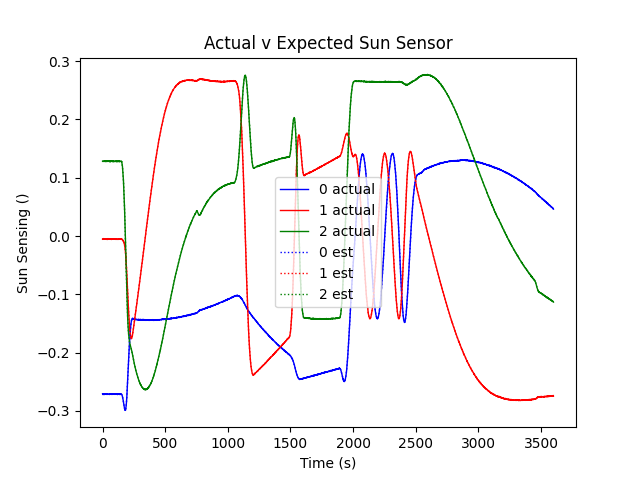 Actual v Expected Sun Sensor
0.3
0.2
0.1
0.0
−0.1
−0.2
−0.3
Sun Sensing ()
0 actual
1 actual
2 actual
0 est
1 est
2 est
0
500
1000
1500
2000
2500
3000
3500
Time (s)